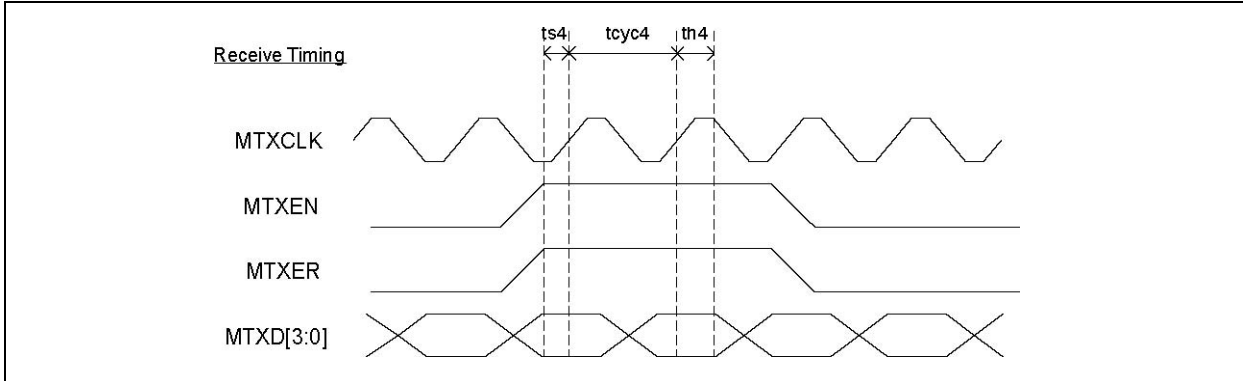 ts4 tcyc4 th4
Receive Timing
MTXCLK
MTXEN
MTXER
MTXD[3:0]